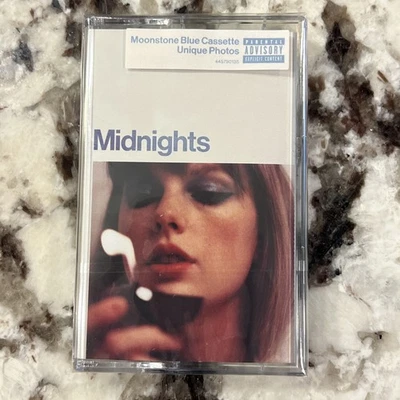 Moonstone Blue Cassette
Unique Photos
PARENTAL
ADVISORY
EXPLICIT CONTENT
Midnights